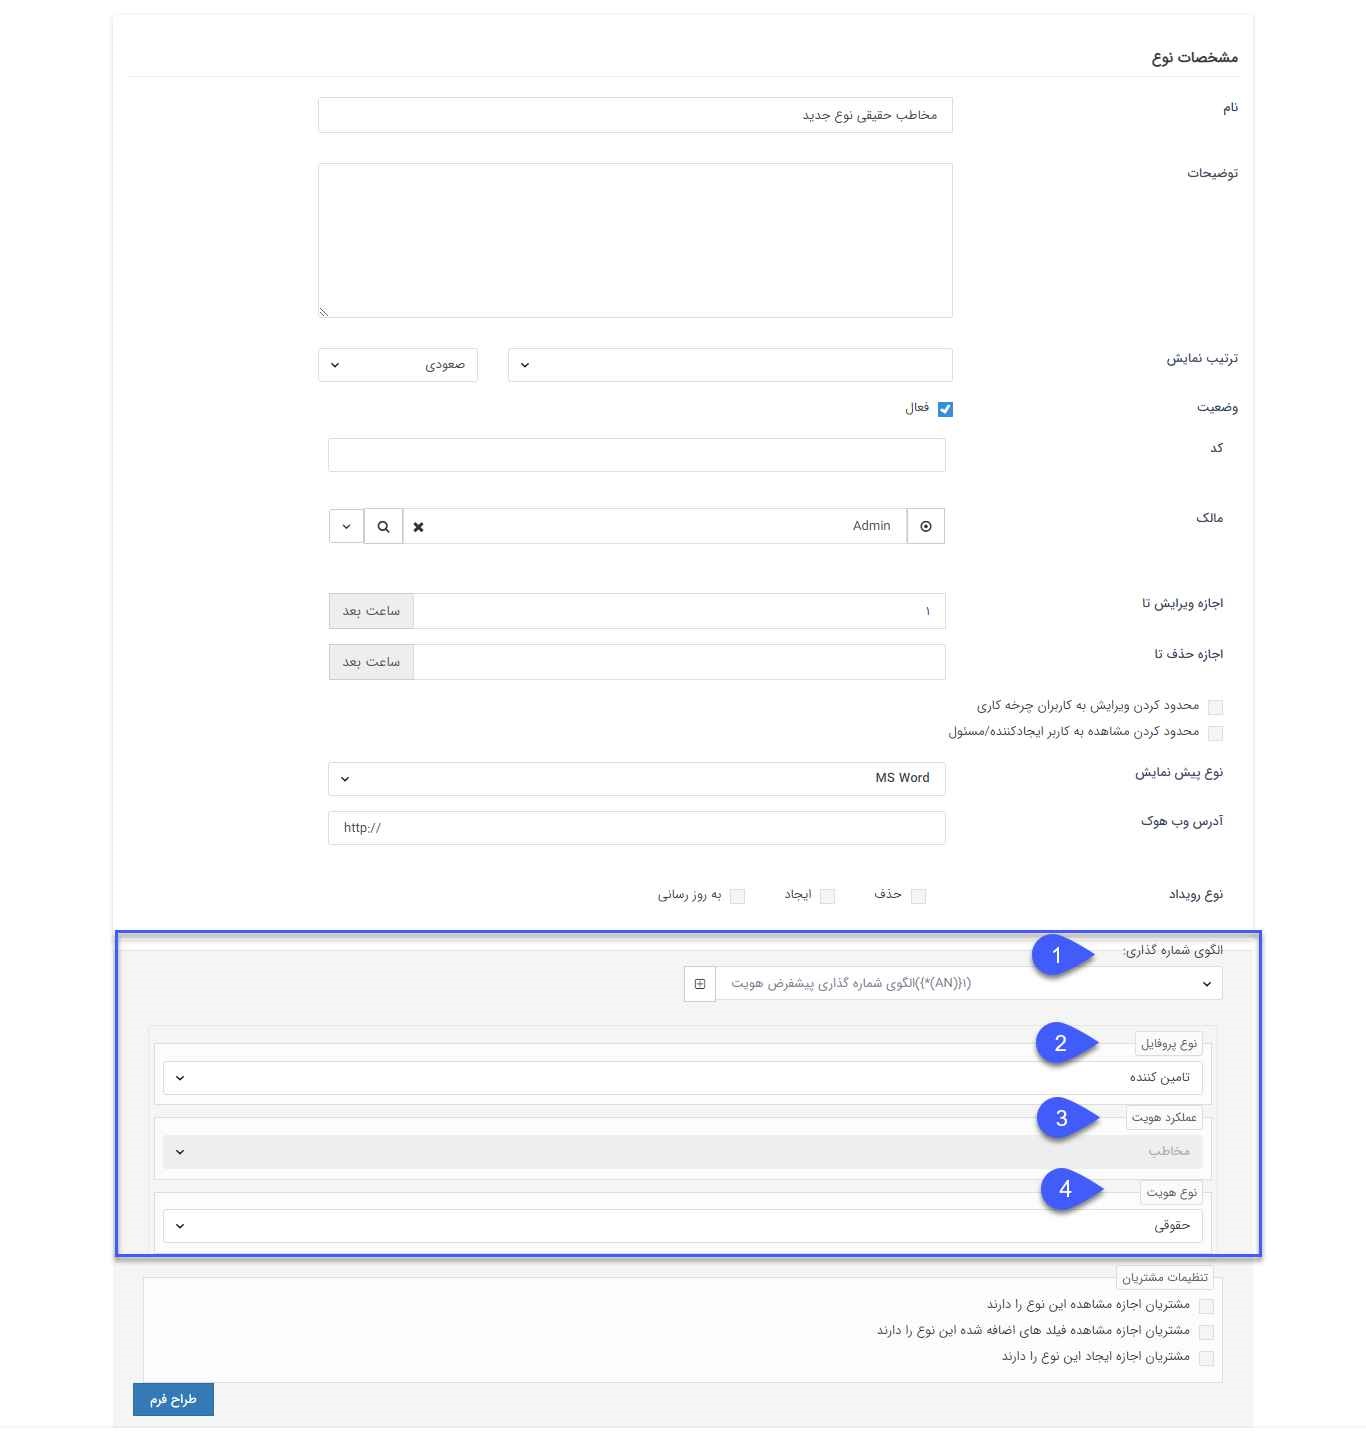 مشخصات نوع
نام
مخاطب حقیقی نوع جدید
توضیحات
ترتیب نمایش
صعودی
وضعیت
فعال
کد
مالک
Admin
اجازه ویرایش تا
۱
ساعت بعد
اجازه حذف تا
ساعت بعد
محدود کردن ویرایش به کاربران چرخه کاری
محدود کردن مشاهده به کاربر ایجادکننده/مسئول
نوع پیش نمایش
MS Word
آدرس وب هوک
http://
نوع رویداد
حذف
ایجاد
به روز رسانی
الگوی شماره گذاری:
1
الگوی شماره گذاری پیشفرض هویت({*(AN)}۱)
نوع پروفایل
2
تامین کننده
عملکرد هویت
3
مخاطب
نوع هویت
4
حقوقی
تنظیمات مشتریان
مشتریان اجازه مشاهده این نوع را دارند
مشتریان اجازه مشاهده فیلد های اضافه شده این نوع را دارند
مشتریان اجازه ایجاد این نوع را دارند
طراح فرم